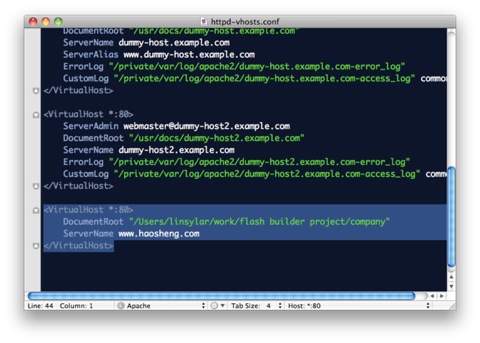 httpd-vhosts.conf
DocumentRoot "/usr/docs/dummy-host.example.com"
ServerName dummy-host.example.com
ServerAlias www.dummy-host.example.com
ErrorLog "/private/var/log/apache2/dummy-host.example.com-error_log"
CustomLog "/private/var/log/apache2/dummy-host.example.com-access_log" commo
</VirtualHost>
<VirtualHost *:80>
ServerAdmin webmaster@dummy-host2.example.com
DocumentRoot "/usr/docs/dummy-host2.example.com"
ServerName dummy-host2.example.com
ErrorLog "/private/var/log/apache2/dummy-host2.example.com-error_log"
CustomLog "/private/var/log/apache2/dummy-host2.example.com-access_log" comm
</VirtualHost>
<VirtualHost *:80>
DocumentRoot "/Users/linsylar/work/flash builder project/company"
ServerName www.haosheng.com
</VirtualHost>
Line: 44 Column: 1 Apache Tab Size: 4 Host: *:80